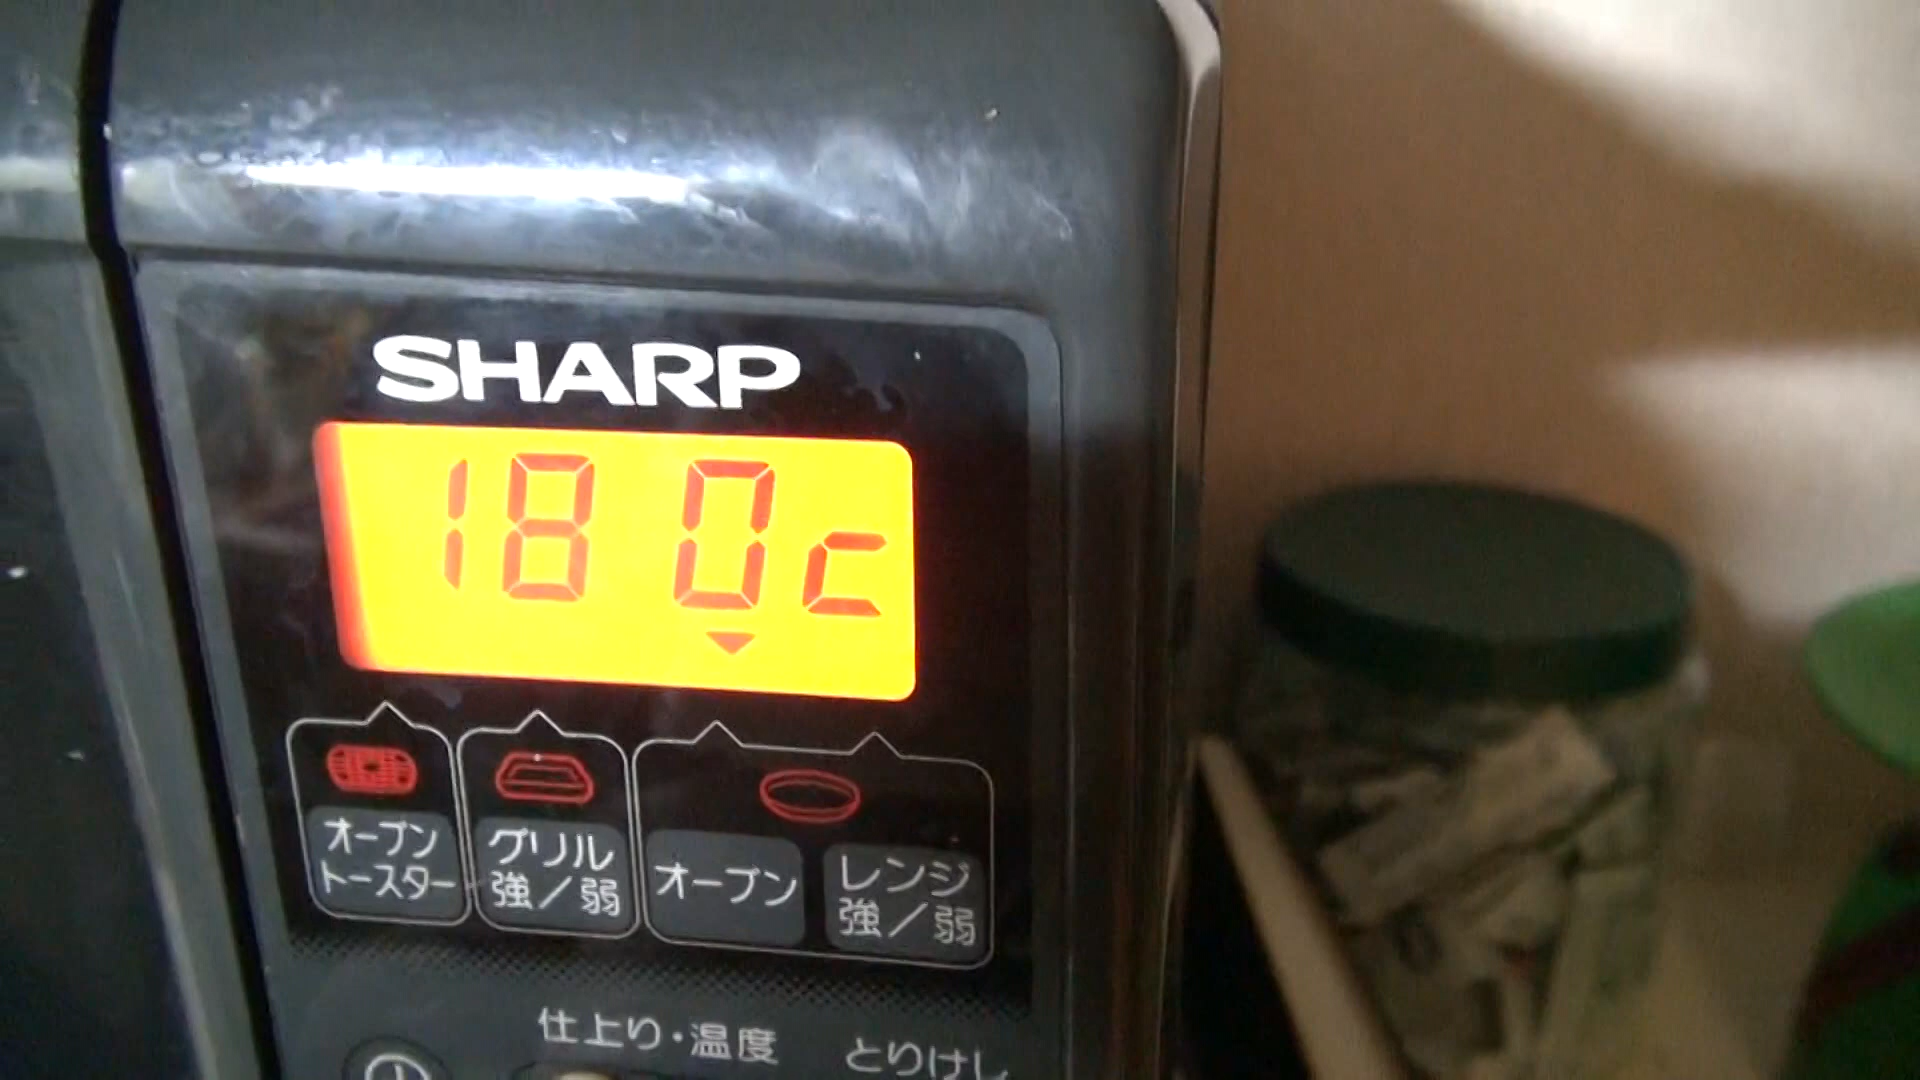 SHARP
180c
オーブン
トースター
グリル
強/弱
オーブン
レンジ
強/弱
仕上り・温度
とりけし